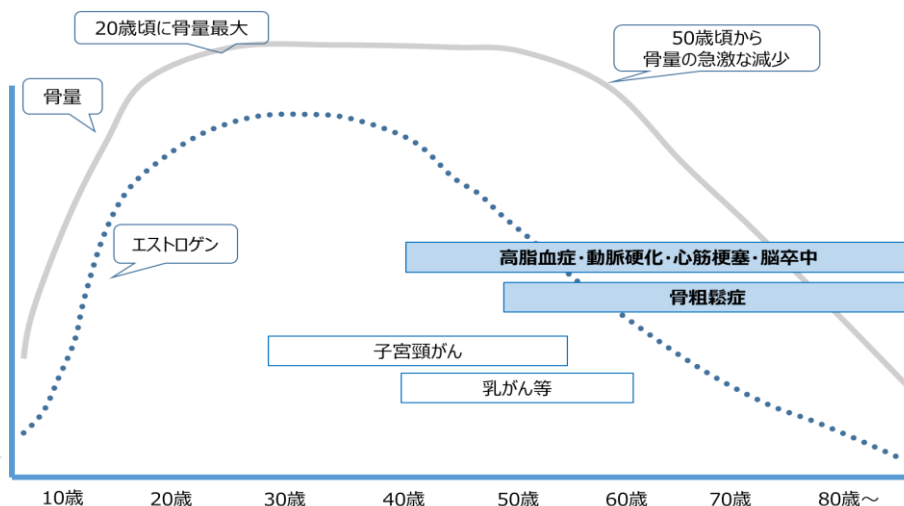 20歳頃に骨量最大
50歳頃から
骨量の急激な減少
骨量
エストロゲン
高脂血症・動脈硬化・心筋梗塞・脳卒中
骨粗鬆症
子宮頸がん
乳がん等
10歳 20歳 30歳 40歳 50歳 60歳 70歳 80歳～